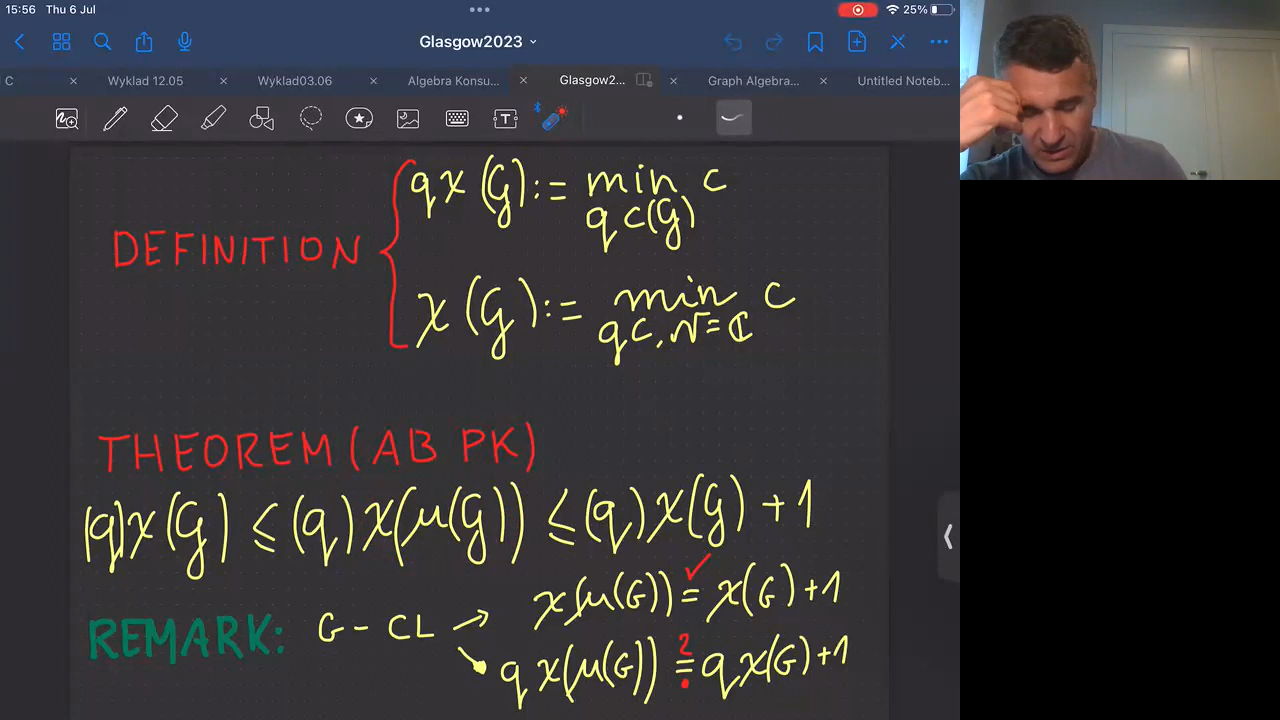 15:56 Thu 6 Jul 25%
Glasgow2023
C Wyklad 12.05 Wyklad03.06 Algebra Konsu... Glasgow2... Graph Algebra... Untitled Noteb...
qχ(G) := min c
qc(G)
DEFINITION
χ(G) := min c
qc, N = ℂ
THEOREM (AB PK)
(q)χ(G) ≤ (q)χ(μ(G)) ≤ (q)χ(G) + 1
REMARK: G - CL → χ(μ(G)) = χ(G) + 1 ✓
qχ(μ(G)) =? qχ(G) + 1